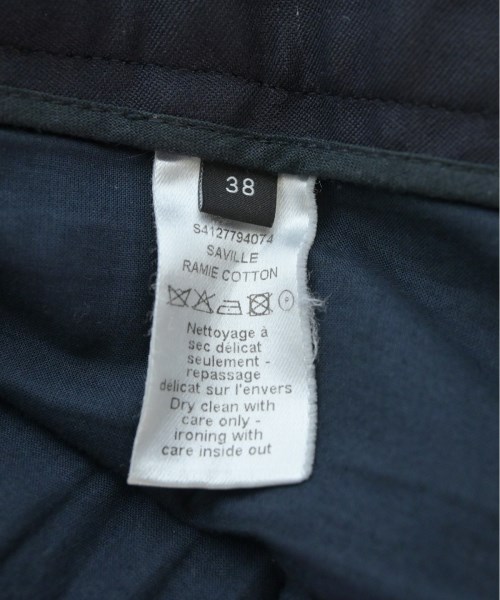 38
S4127794074
SAVILLE
RAMIE COTTON
Nettoyage à
sec délicat
seulement -
repassage
délicat sur l'envers
Dry clean with
care only -
ironing with
care inside out